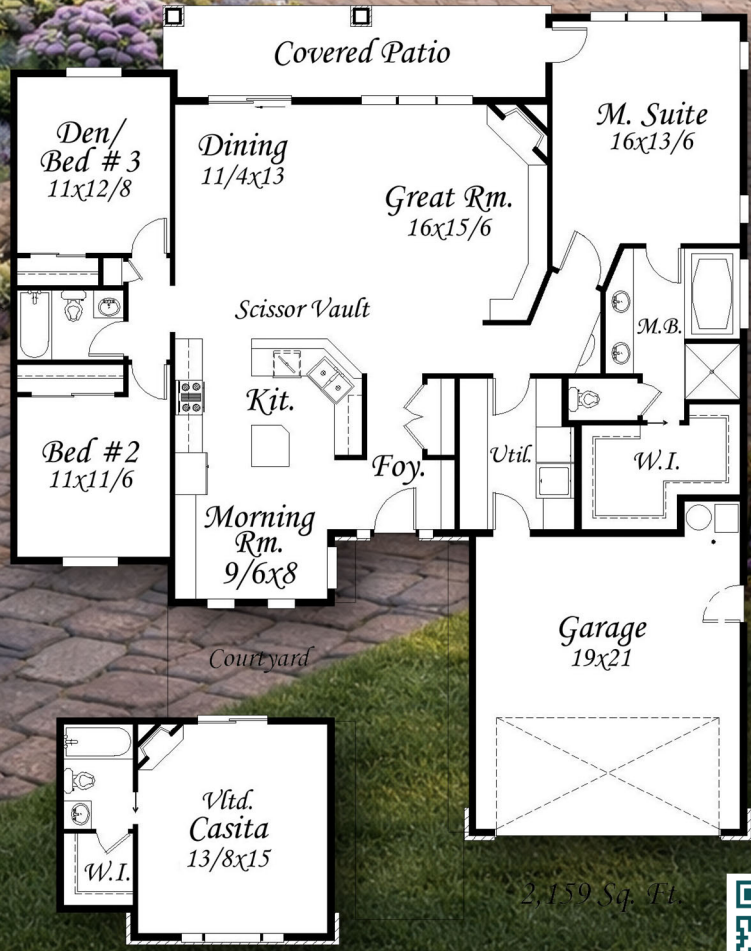 Covered Patio
Den/
Bed #3
11x12/8
Dining
11/4x13
Great Rm.
16x15/6
M. Suite
16x13/6
Scissor Vault
M.B.
Kit.
Bed #2
11x11/6
Foy.
Util.
W.I.
Morning
Rm.
9/6x8
Garage
19x21
Courtyard
Vltd.
Casita
13/8x15
W.I.
2,159 Sq. Ft.